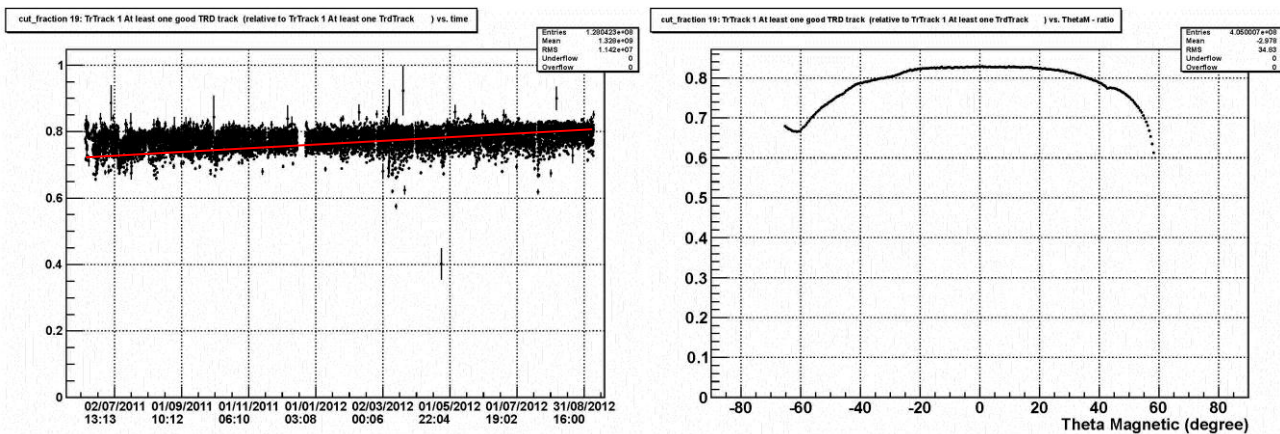 cut_fraction 19: TrTrack 1 At least one good TRD track (relative to TrTrack 1 At least one TrdTrack ) vs. time
Entries 1.280423e+08
Mean 1.328e+09
RMS 1.142e+07
Underflow 0
Overflow 0
1
0.8
0.6
0.4
0.2
0
02/07/2011 01/09/2011 01/11/2011 01/01/2012 02/03/2012 01/05/2012 01/07/2012 31/08/2012
13:13 10:12 06:10 03:08 00:06 22:04 19:02 16:00
cut_fraction 19: TrTrack 1 At least one good TRD track (relative to TrTrack 1 At least one TrdTrack ) vs. ThetaM - ratio
Entries 4.050007e+08
Mean -2.978
RMS 34.63
Underflow 0
Overflow 0
0.8
0.7
0.6
0.5
0.4
0.3
0.2
0.1
0
-80 -60 -40 -20 0 20 40 60 80
Theta Magnetic (degree)